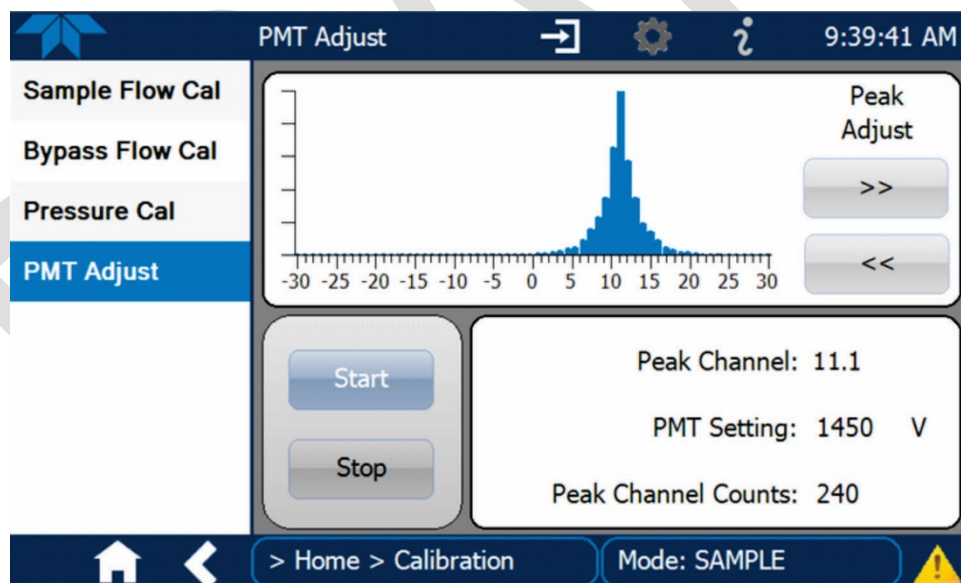 PMT Adjust
9:39:41 AM
Sample Flow Cal
Bypass Flow Cal
Pressure Cal
PMT Adjust
Peak
Adjust
>>
<<
-30 -25 -20 -15 -10 -5 0 5 10 15 20 25 30
Start
Stop
Peak Channel: 11.1
PMT Setting: 1450 V
Peak Channel Counts: 240
> Home > Calibration
Mode: SAMPLE